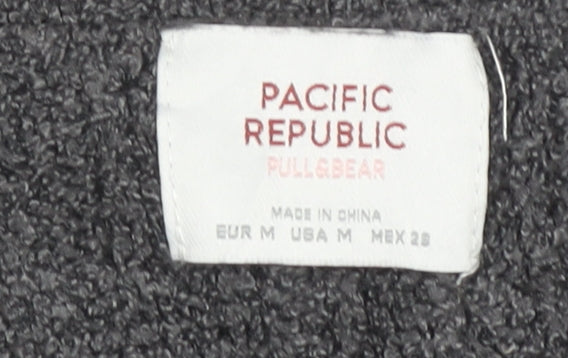 PACIFIC
REPUBLIC
PULL&BEAR
MADE IN CHINA
EUR M USA M MEX 28